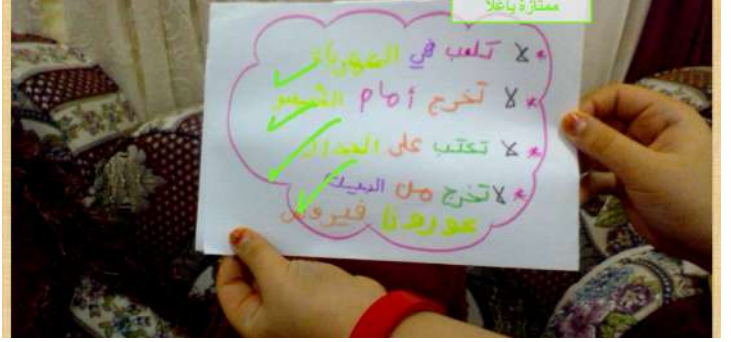 ممتازة ياعلا
* لا تلعب في الكهرباء
* لا تخرج أمام الشمس
* لا تكتب على الجدار
* لا تخرج من البيت
كورونا فيروس